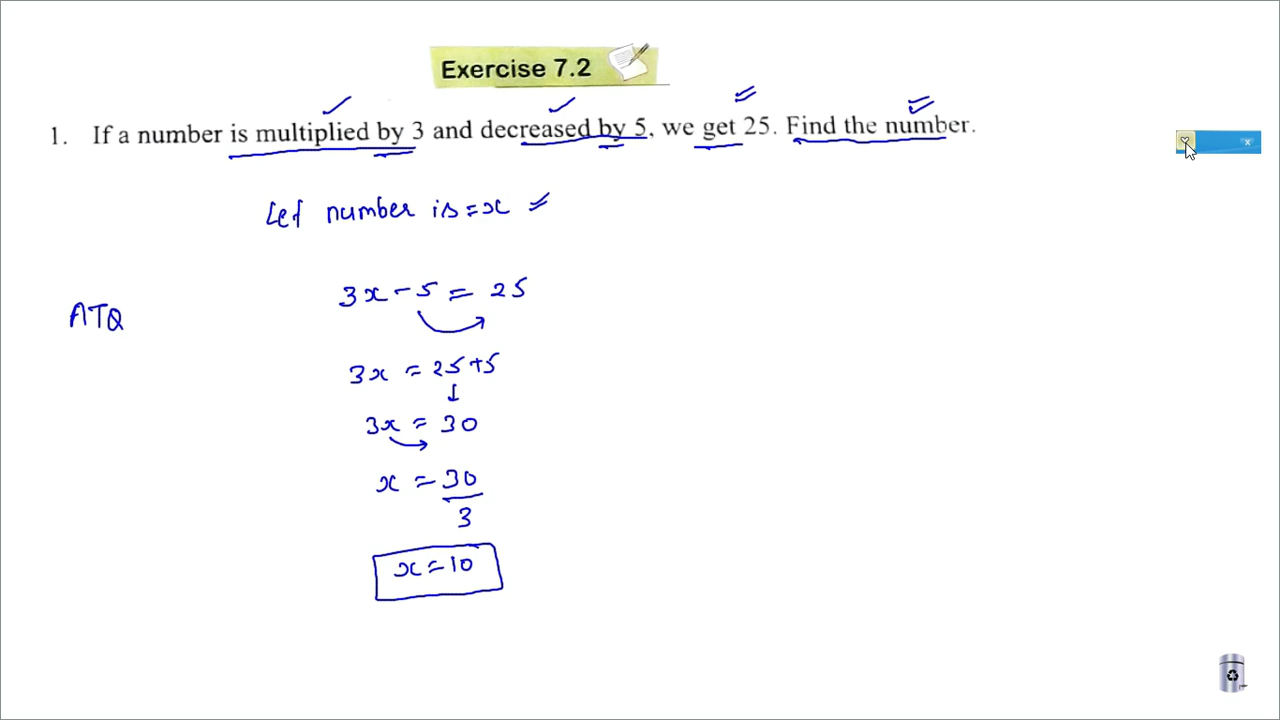 Exercise 7.2
1. If a number is multiplied by 3 and decreased by 5, we get 25. Find the number.
Let number is = x
3x - 5 = 25
ATQ
3x = 25 + 5
3x = 30
x = 30/3
x = 10